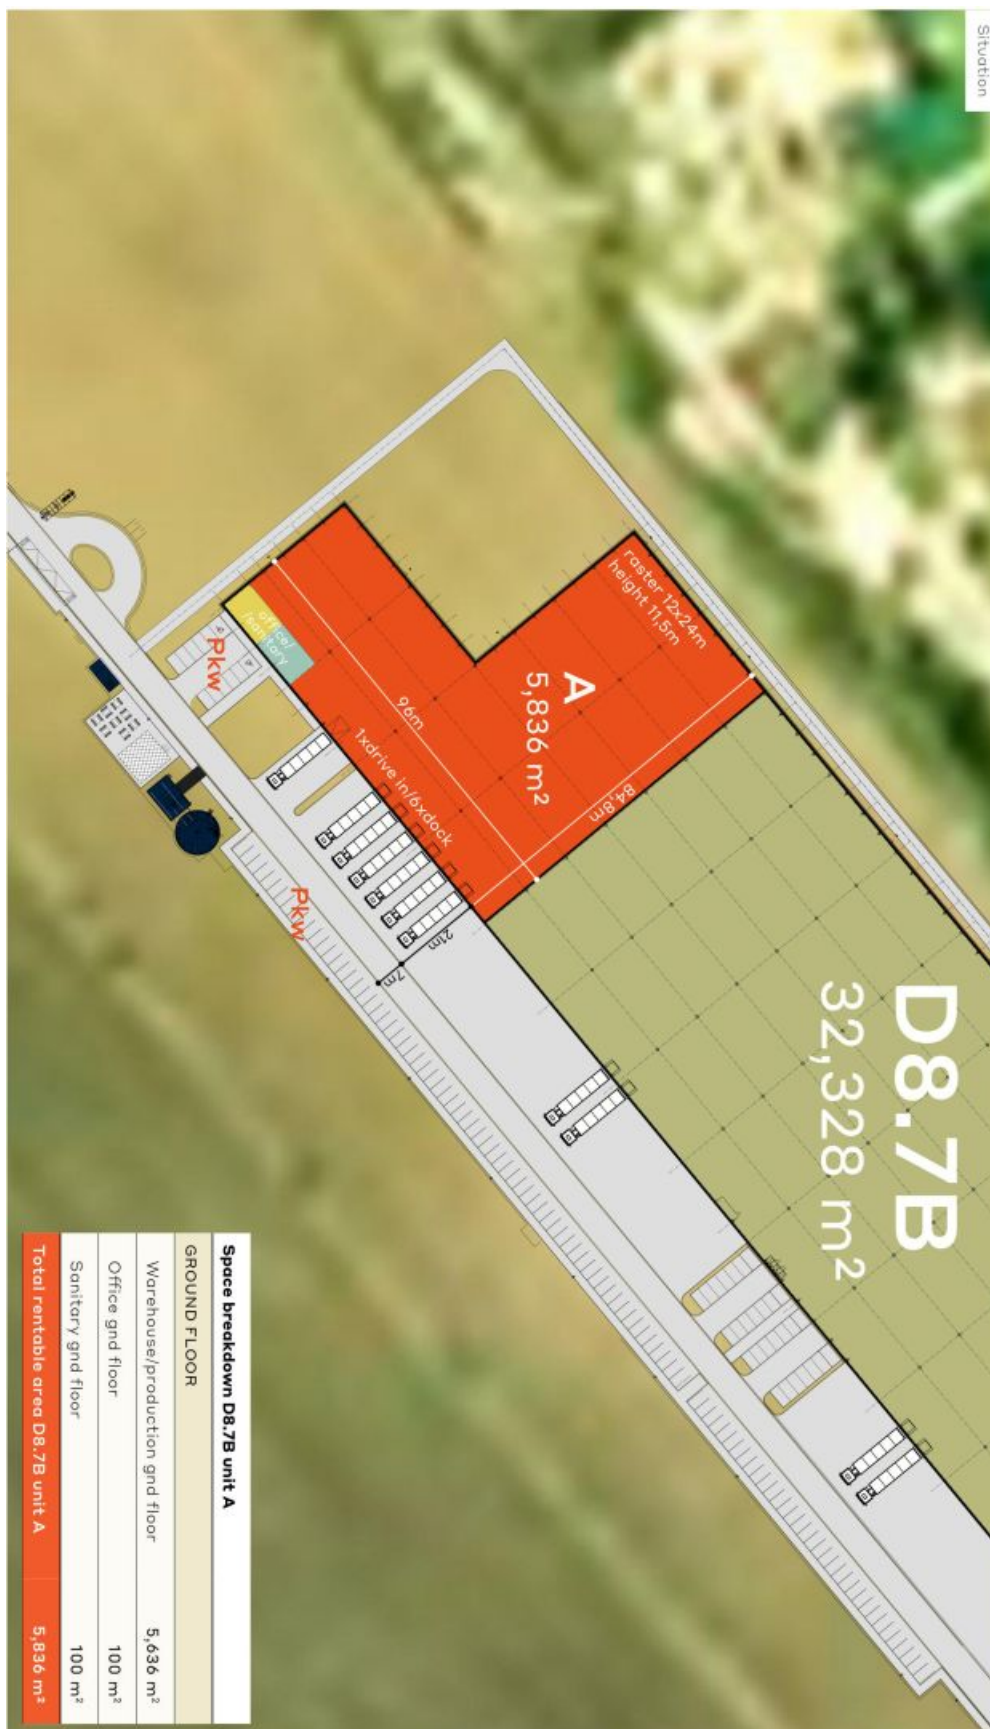 Situation
D8.7B
32,328 m²
raster 12x24m
height 11,5m
A
5,836 m²
84,8m
96m
1xdrive in/6xdock
office/
/sanitary
Pkw
21m
7m
Pkw
Space breakdown D8.7B unit A
GROUND FLOOR
Warehouse/production gnd floor 5,636 m²
Office gnd floor 100 m²
Sanitary gnd floor 100 m²
Total rentable area D8.7B unit A 5,836 m²